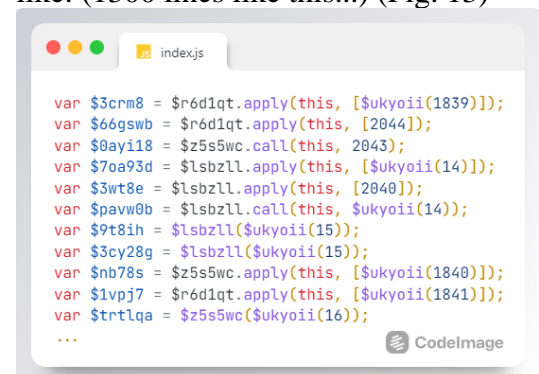 like: (1500 lines like this...) (Fig. 15)
JS index.js
var $3crm8 = $r6d1qt.apply(this, [$ukyoii(1839)]);
var $66gswb = $r6d1qt.apply(this, [2044]);
var $0ayi18 = $z5s5wc.call(this, 2043);
var $7oa93d = $lsbzll.apply(this, [$ukyoii(14)]);
var $3wt8e = $lsbzll.apply(this, [2040]);
var $pavw0b = $lsbzll.call(this, $ukyoii(14));
var $9t8ih = $lsbzll($ukyoii(15));
var $3cy28g = $lsbzll($ukyoii(15));
var $nb78s = $z5s5wc.apply(this, [$ukyoii(1840)]);
var $1vpj7 = $r6d1qt.apply(this, [$ukyoii(1841)]);
var $trtlqa = $z5s5wc($ukyoii(16));
...
CodeImage